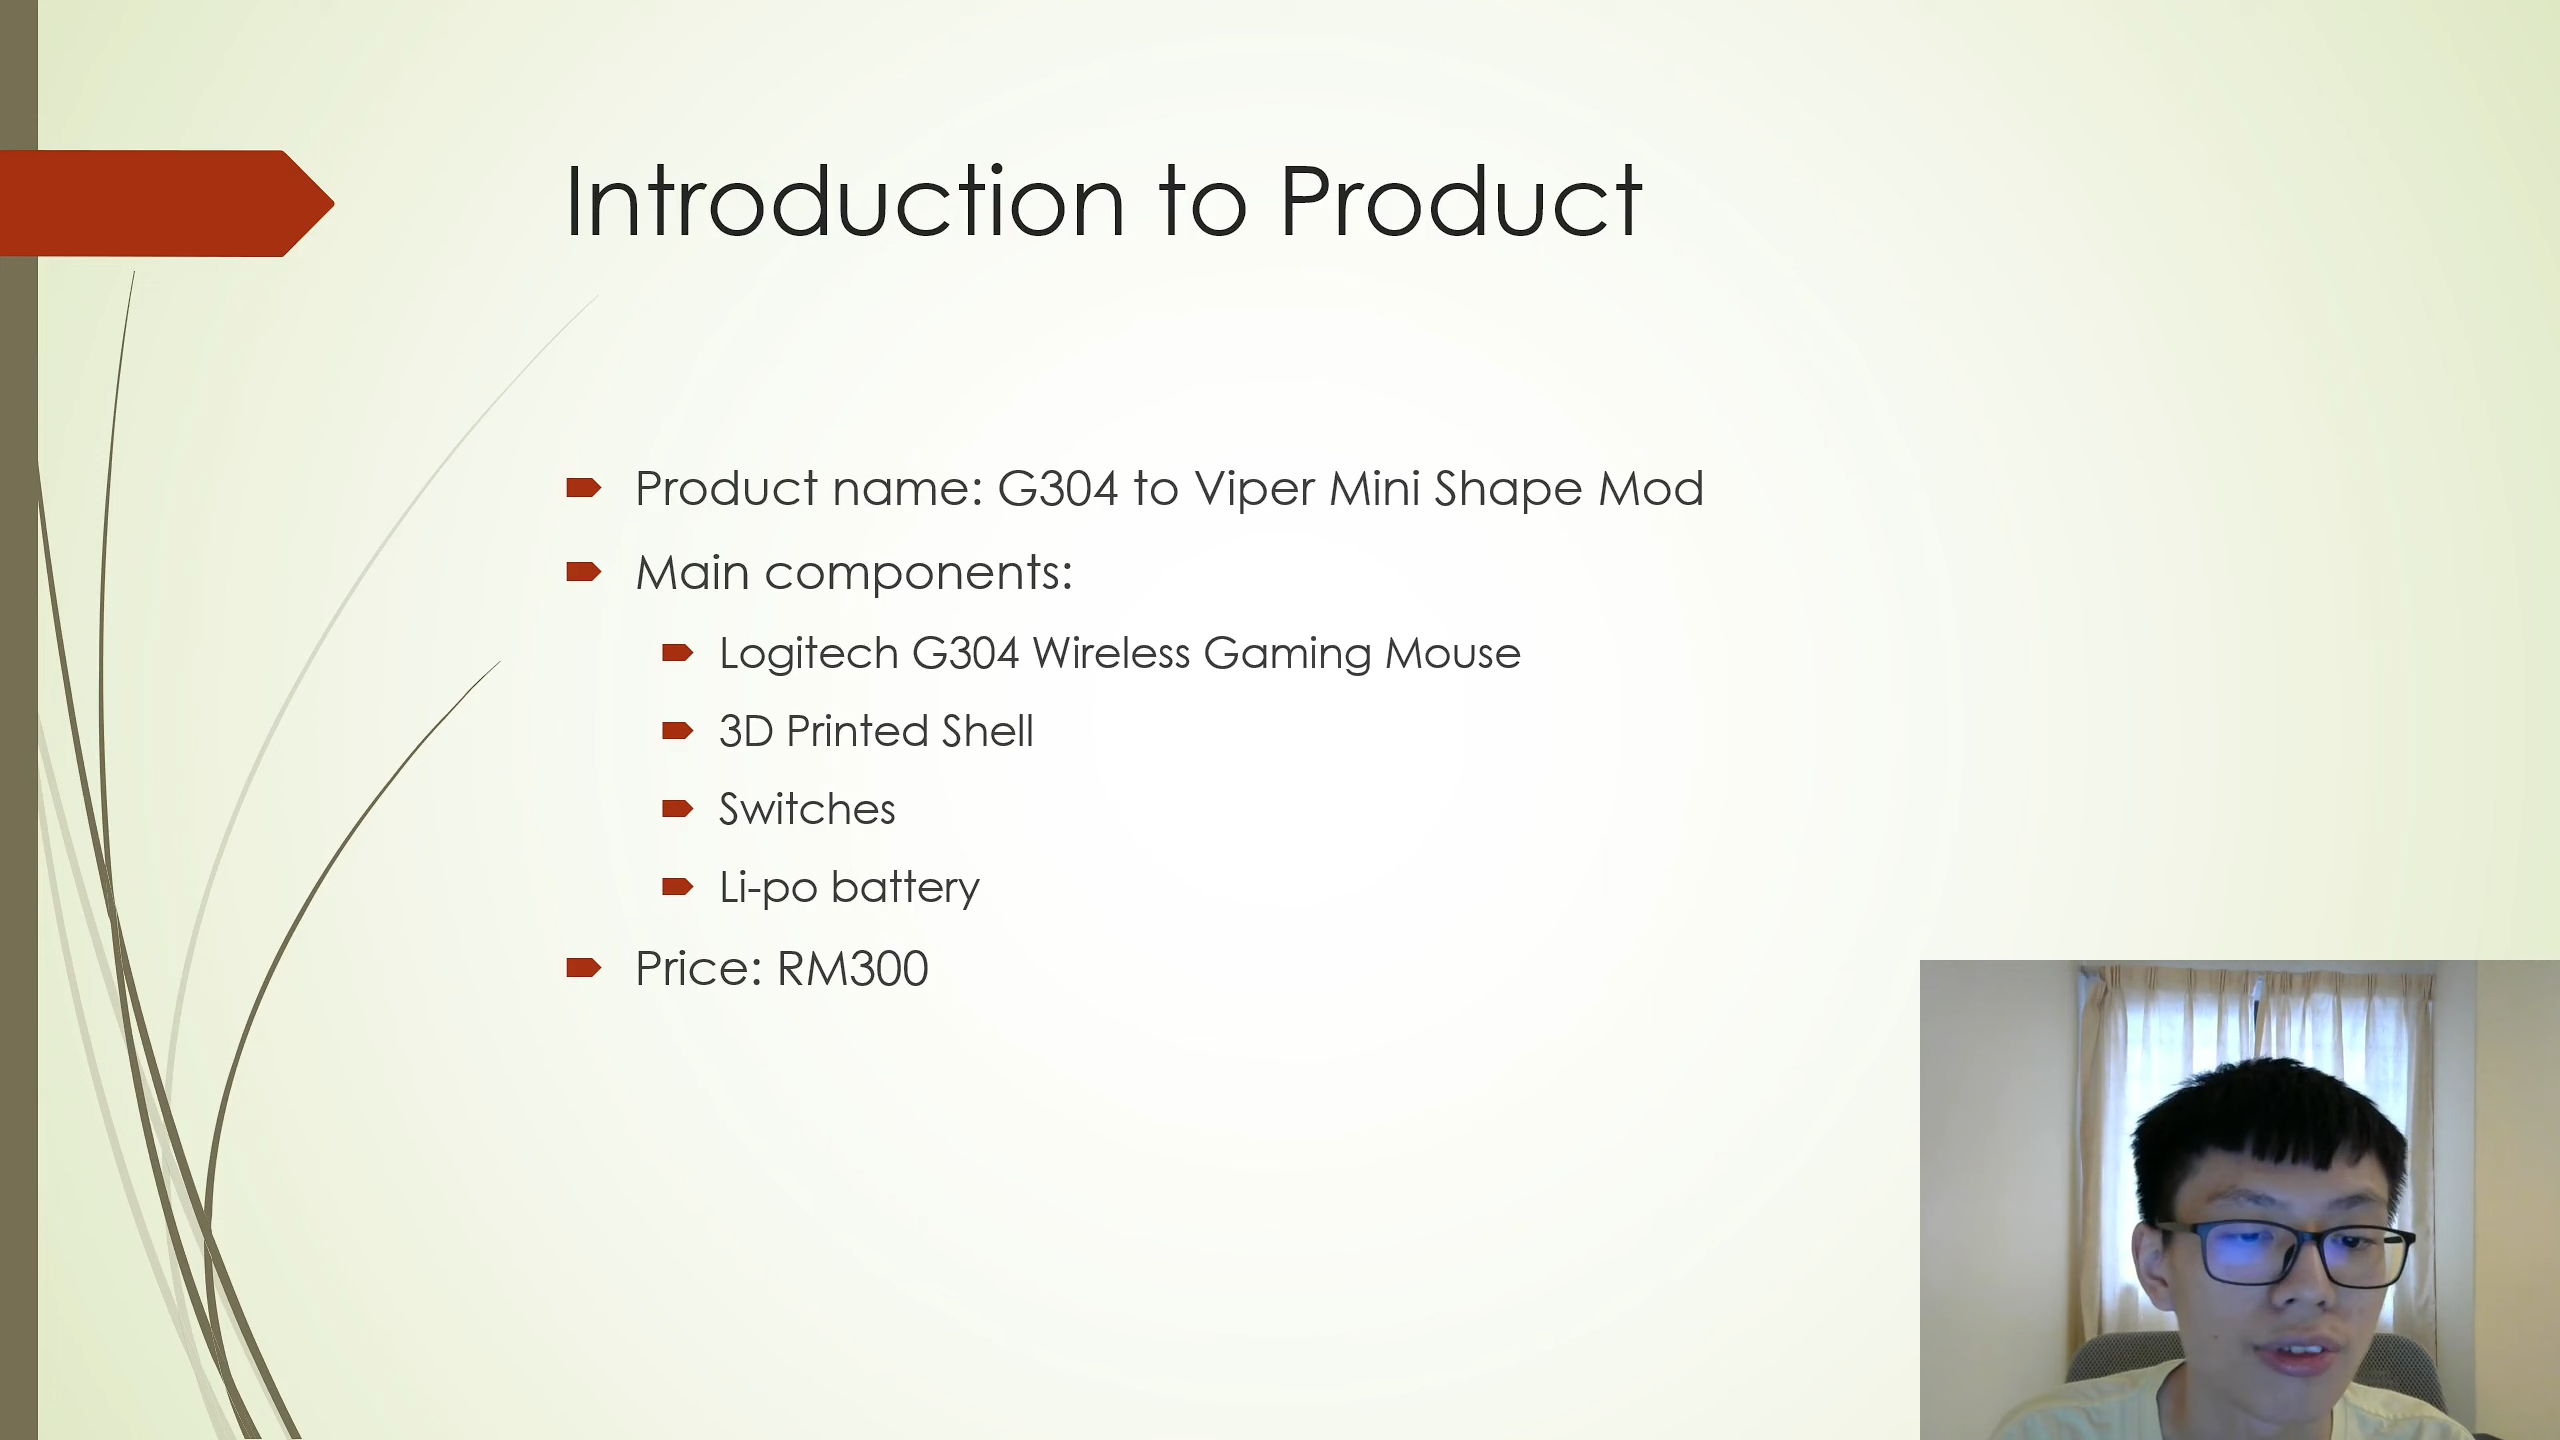 Introduction to Product
Product name: G304 to Viper Mini Shape Mod
Main components:
Logitech G304 Wireless Gaming Mouse
3D Printed Shell
Switches
Li-po battery
Price: RM300